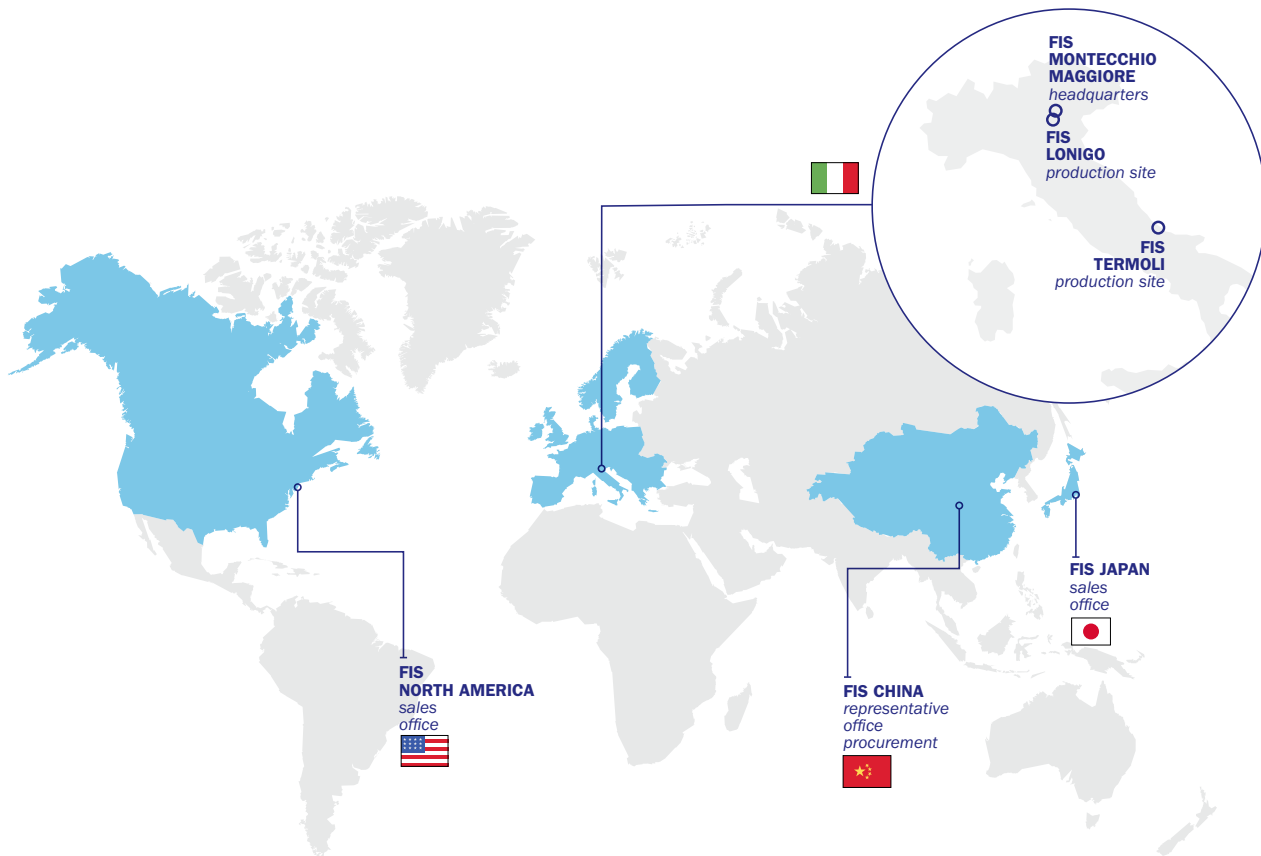 FIS
MONTECCHIO
MAGGIORE
headquarters
FIS
LONIGO
production site
FIS
TERMOLI
production site
FIS JAPAN
sales
office
FIS
NORTH AMERICA
sales
office
FIS CHINA
representative
office
procurement